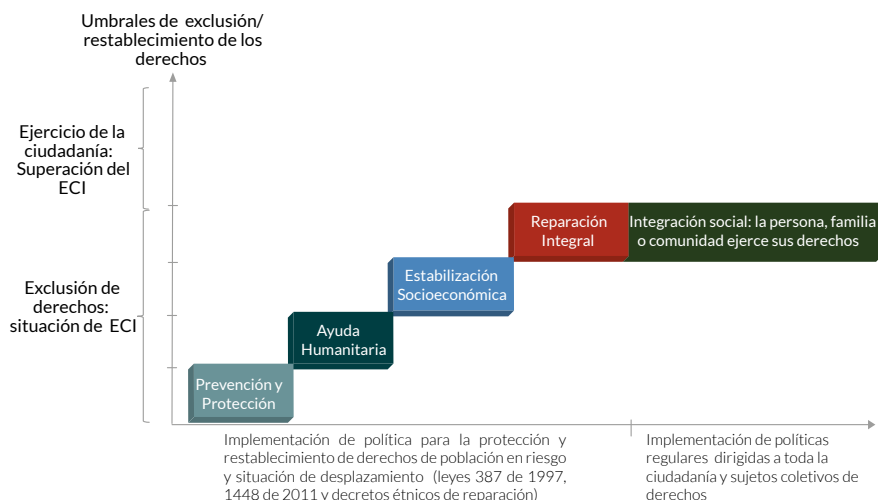 Umbrales de exclusión/
restablecimiento de los
derechos
Ejercicio de la
ciudadanía:
Superación del
ECI
Exclusión de
derechos:
situación de ECI
Reparación
Integral
Integración social: la persona, familia
o comunidad ejerce sus derechos
Estabilización
Socioeconómica
Ayuda
Humanitaria
Prevención y
Protección
Implementación de política para la protección y
restablecimiento de derechos de población en riesgo
y situación de desplazamiento (leyes 387 de 1997,
1448 de 2011 y decretos étnicos de reparación)
Implementación de políticas
regulares dirigidas a toda la
ciudadanía y sujetos coletivos de
derechos